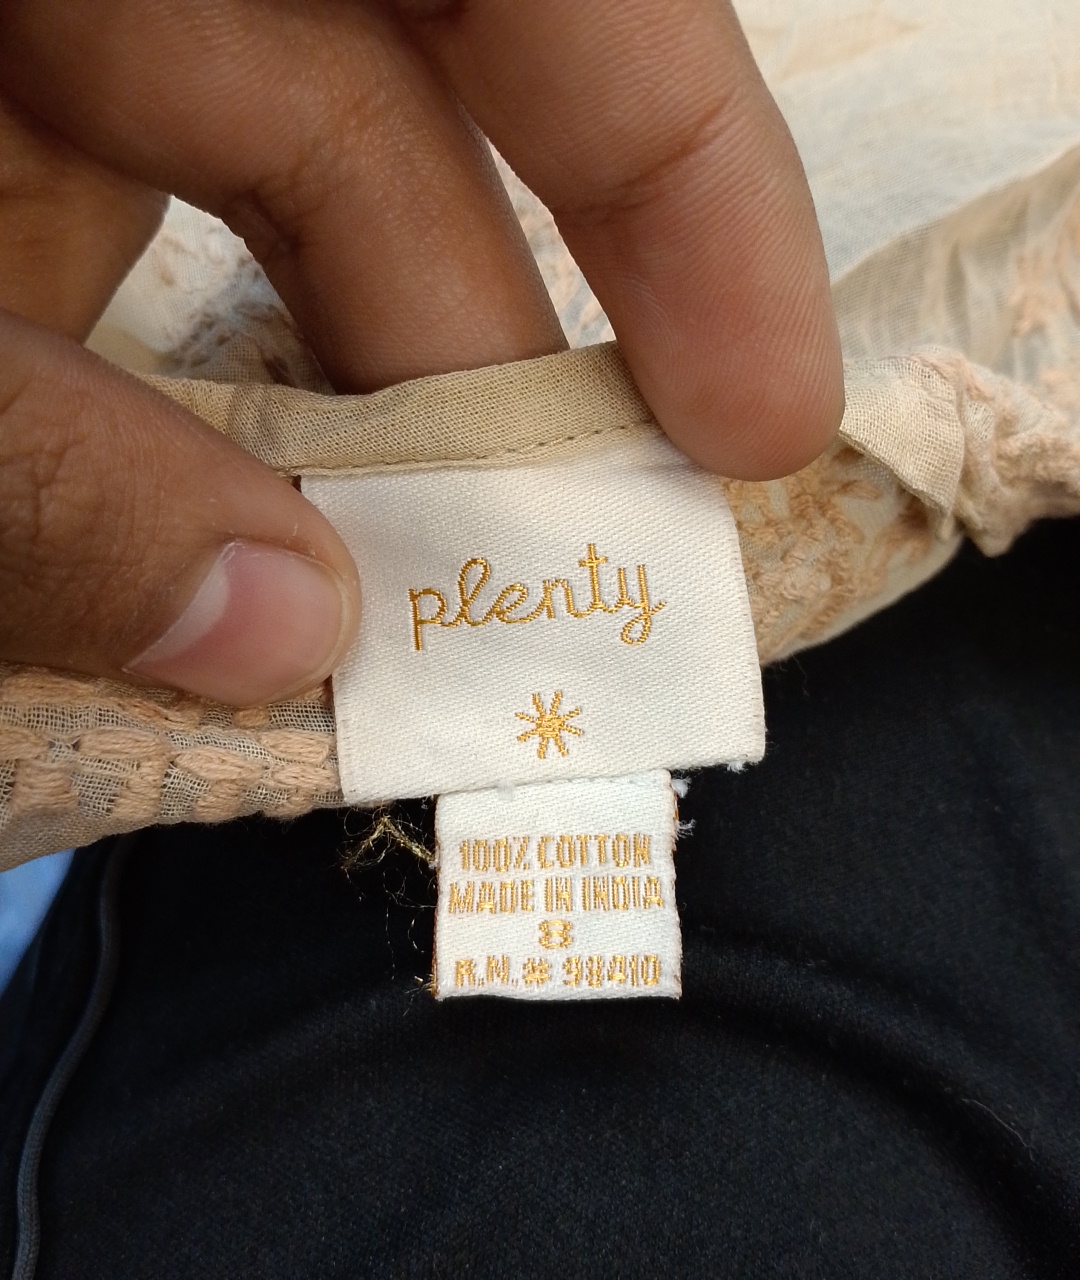 plenty
100% COTTON
MADE IN INDIA
8
R.N.# 98410